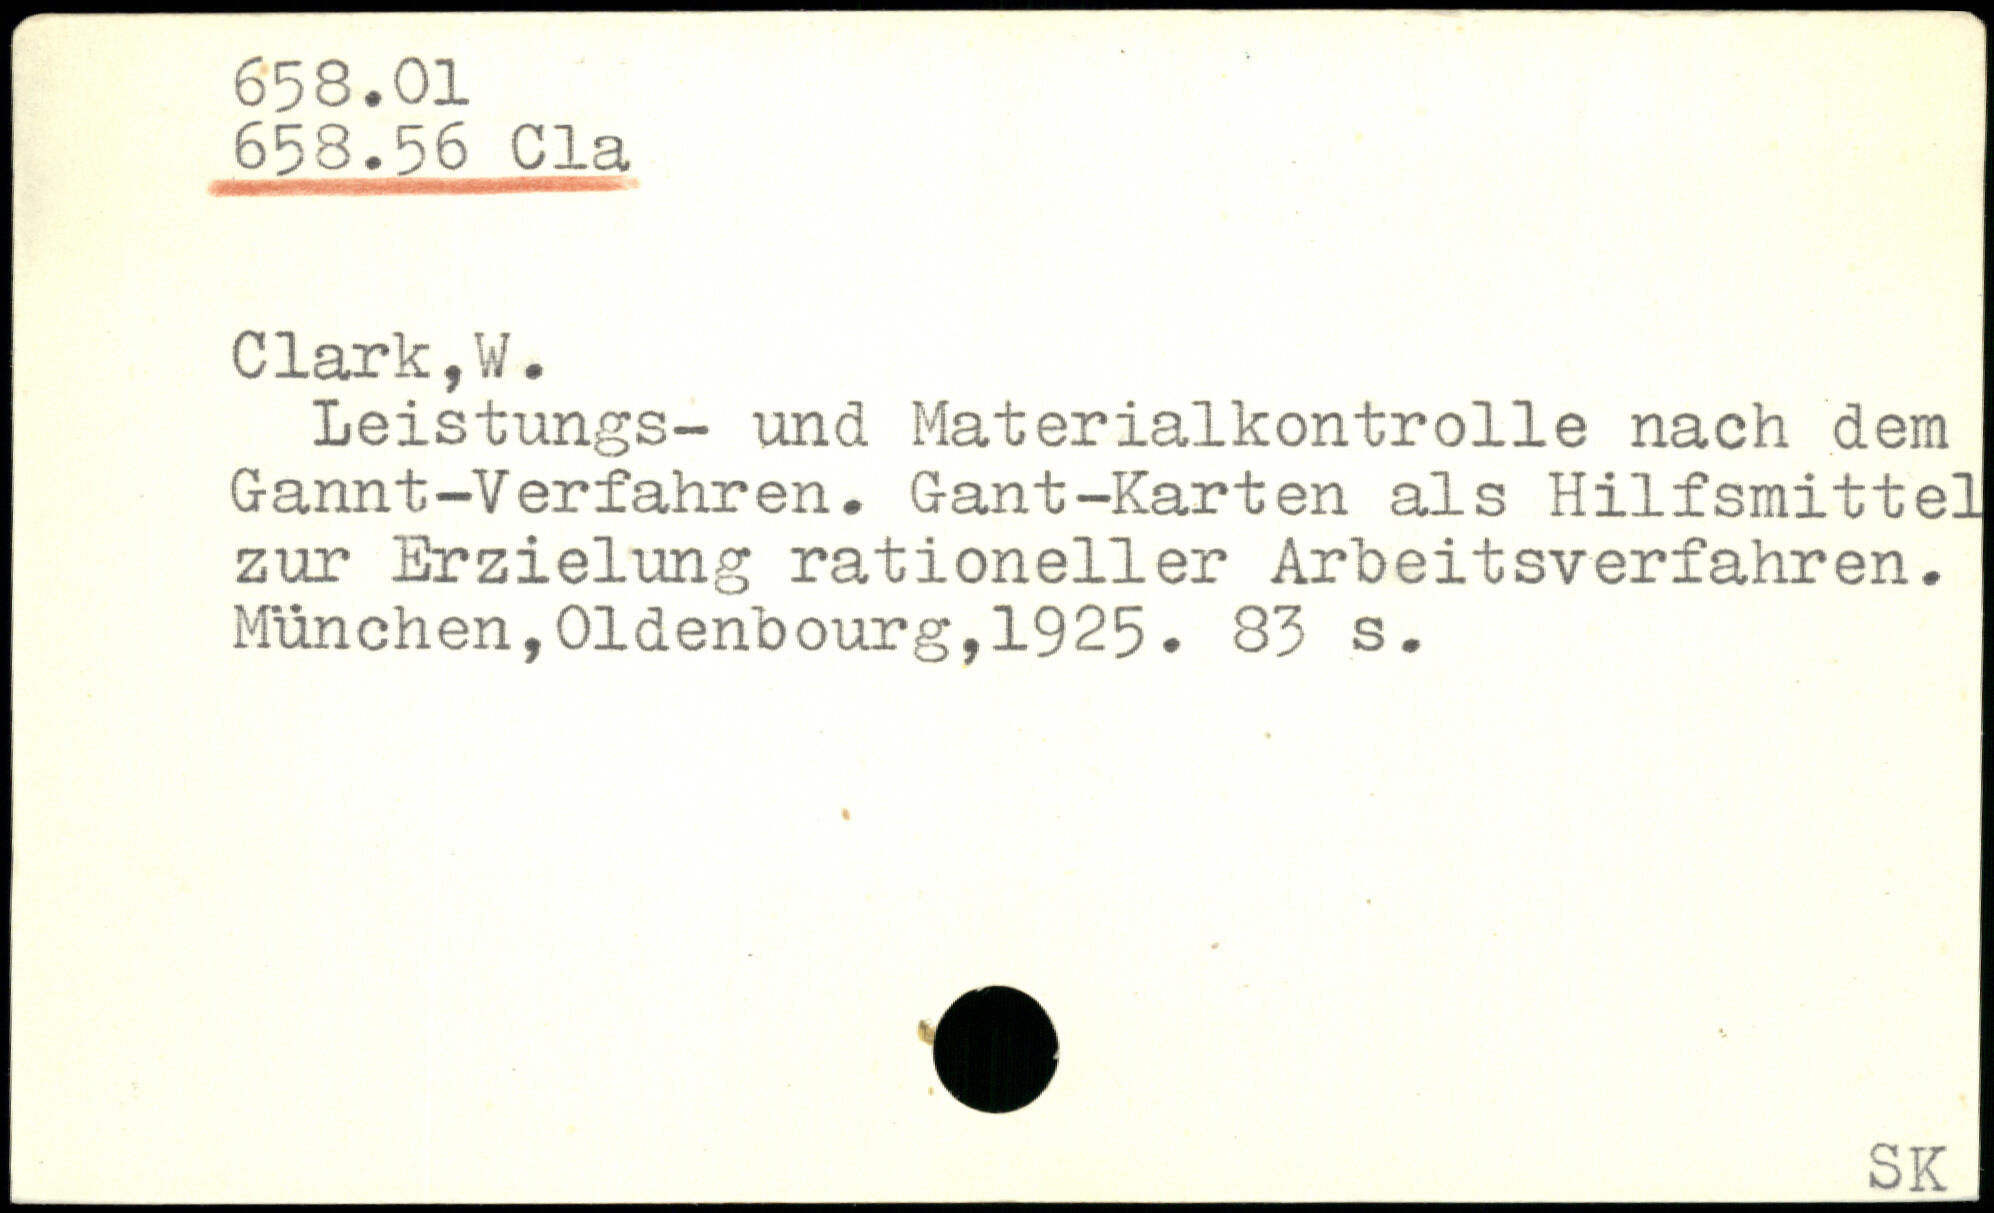 658.01
658.56 Cla
Clark,W.
Leistungs- und Materialkontrolle nach dem
Gannt-Verfahren. Gant-Karten als Hilfsmittel
zur Erzielung rationeller Arbeitsverfahren.
München,Oldenbourg,1925. 83 s.
SK